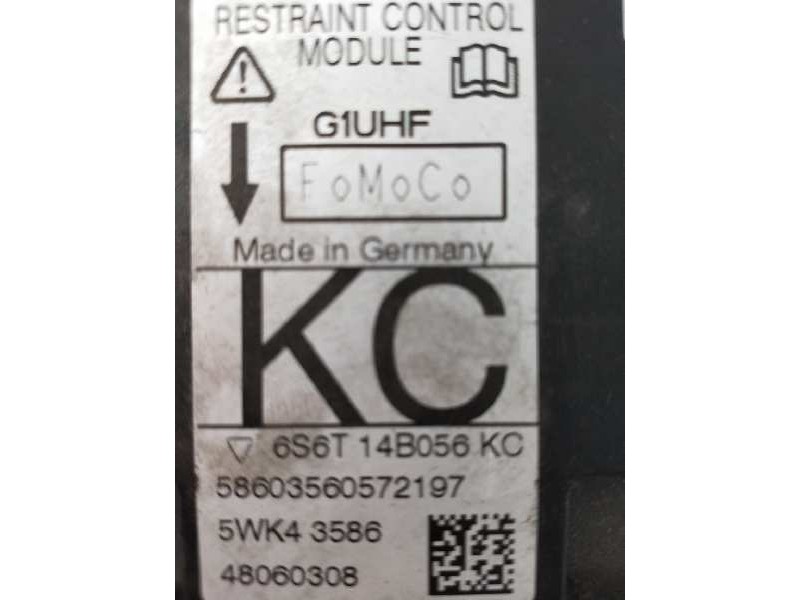 RESTRAINT CONTROL
MODULE
G1UHF
FoMoCo
Made in Germany
KC
6S6T 14B056 KC
58603560572197
5WK4 3586
48060308